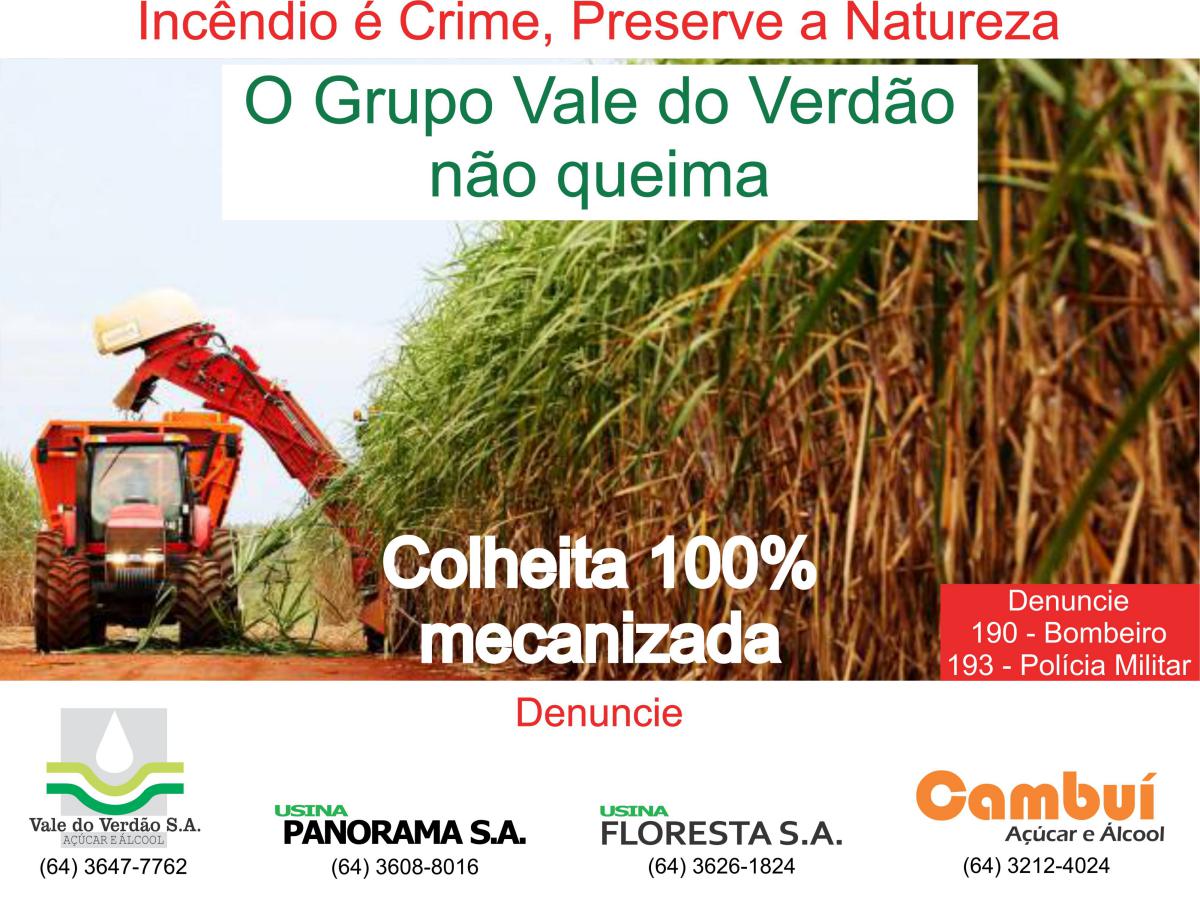 Incêndio é Crime, Preserve a Natureza
O Grupo Vale do Verdão
não queima
Colheita 100%
mecanizada
Denuncie
190 - Bombeiro
193 - Polícia Militar
Denuncie
Vale do Verdão S.A.
AÇÚCAR E ÁLCOOL
(64) 3647-7762
USINA
PANORAMA S.A.
(64) 3608-8016
USINA
FLORESTA S.A.
(64) 3626-1824
Cambuí
Açúcar e Álcool
(64) 3212-4024